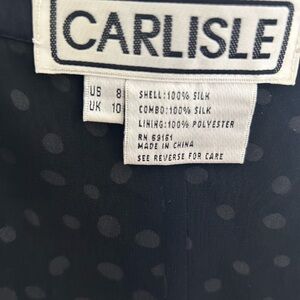 CARLISLE
US 8
UK 10
SHELL:100% SILK
COMBO:100% SILK
LINING:100% POLYESTER
RN 59151
MADE IN CHINA
SEE REVERSE FOR CARE